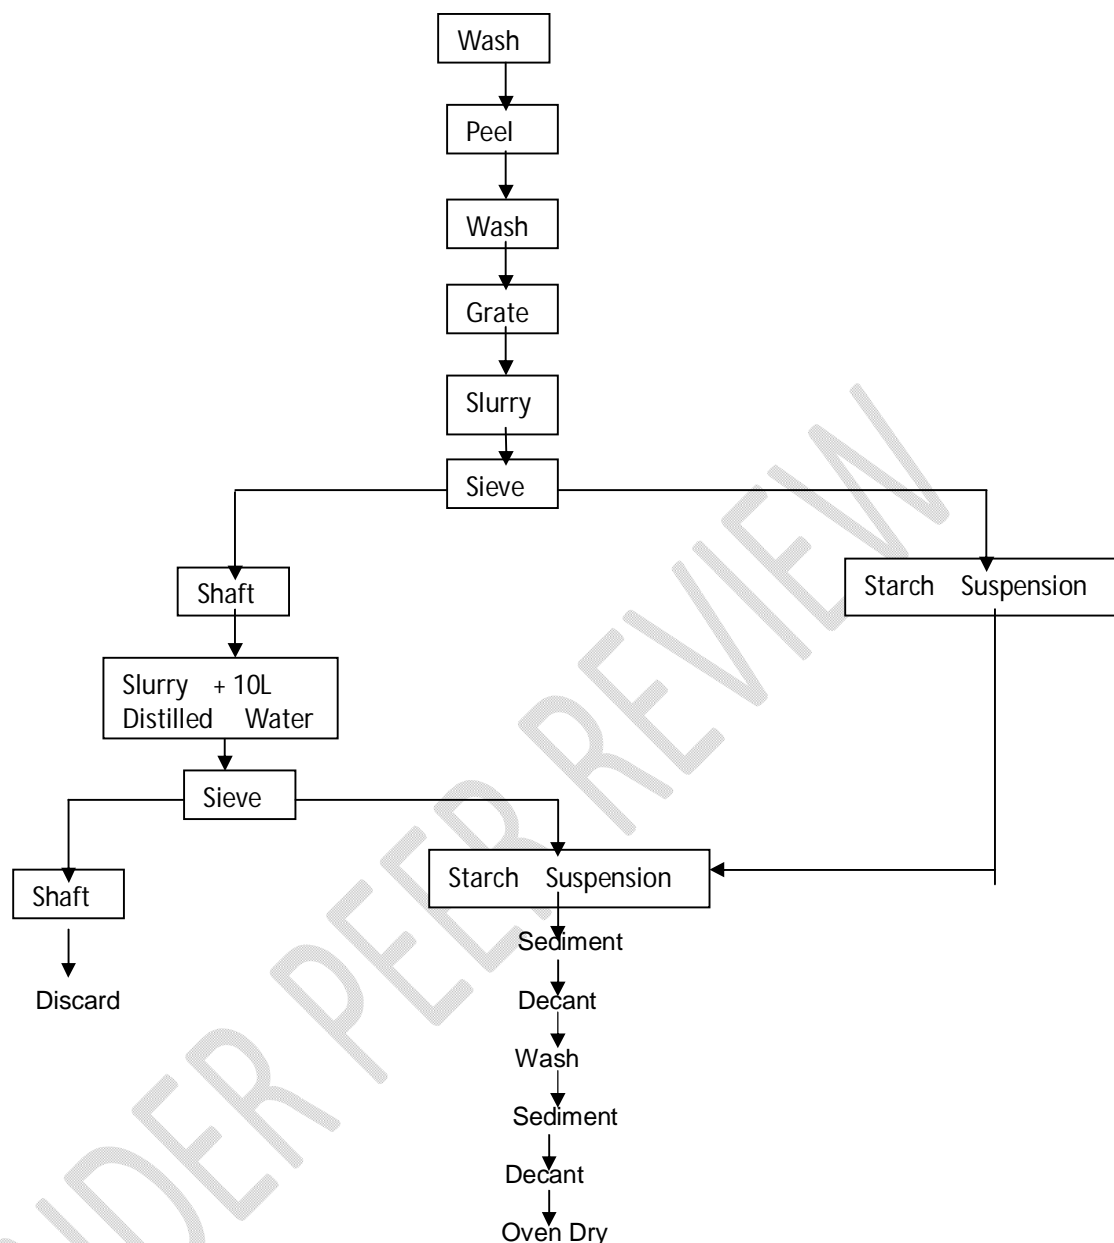 Wash
Peel
Wash
Grate
Slurry
Sieve
Shaft
Starch Suspension
Slurry + 10L
Distilled Water
Sieve
Shaft
Starch Suspension
Sediment
Discard
Decant
Wash
Sediment
Decant
Oven Dry
UNDER PEER REVIEW